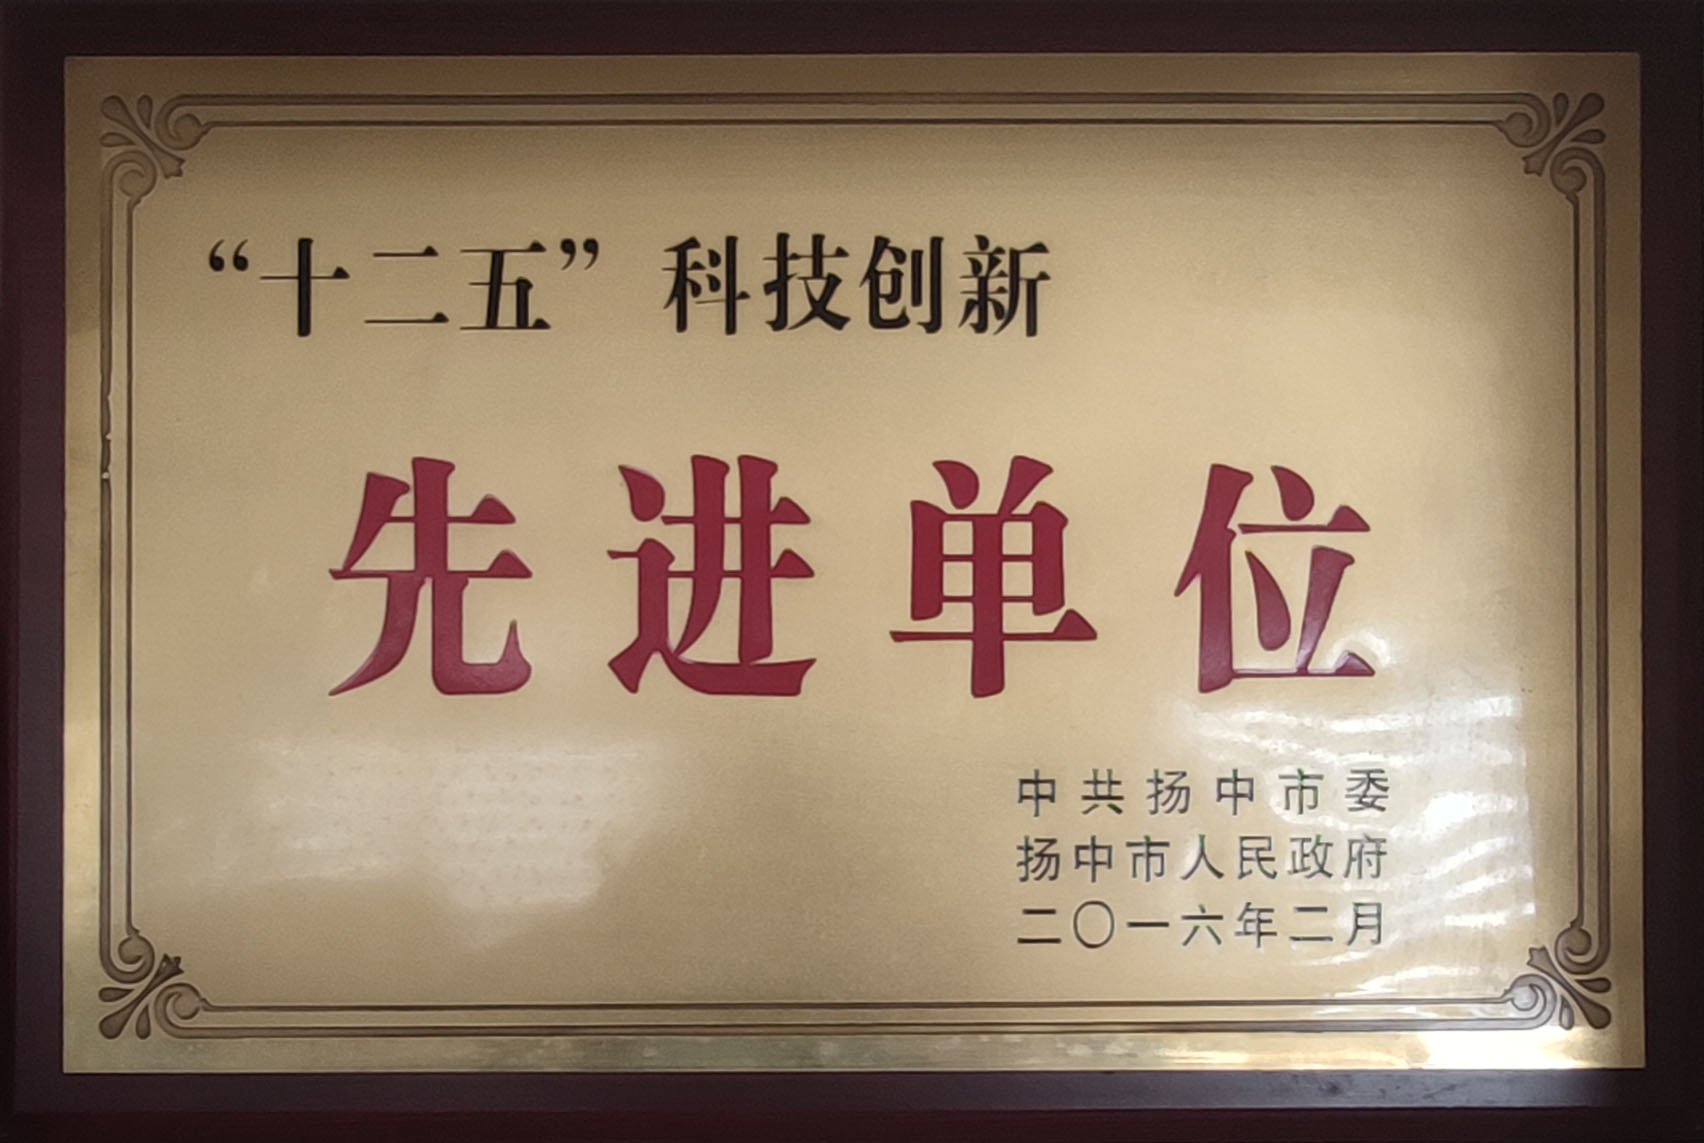 “十二五”科技创新
先进单位
中共扬中市委
扬中市人民政府
二〇一六年二月